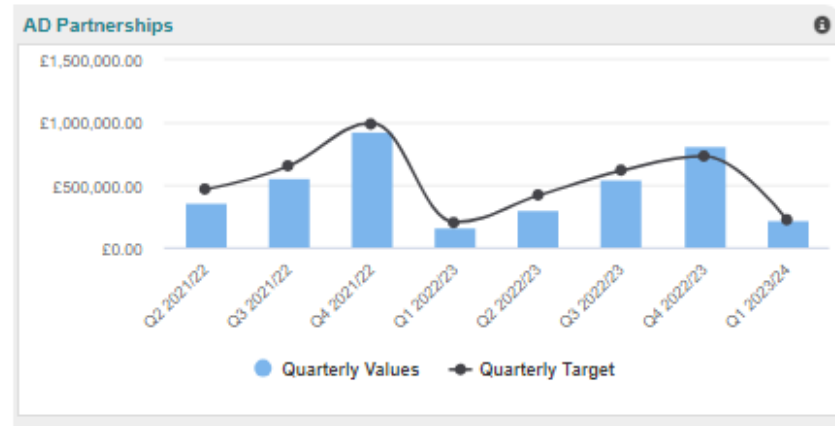 AD Partnerships
£1,500,000.00
£1,000,000.00
£500,000.00
£0.00
Q2 2021/22
Q3 2021/22
Q4 2021/22
Q1 2022/23
Q2 2022/23
Q3 2022/23
Q4 2022/23
Q1 2023/24
Quarterly Values
Quarterly Target